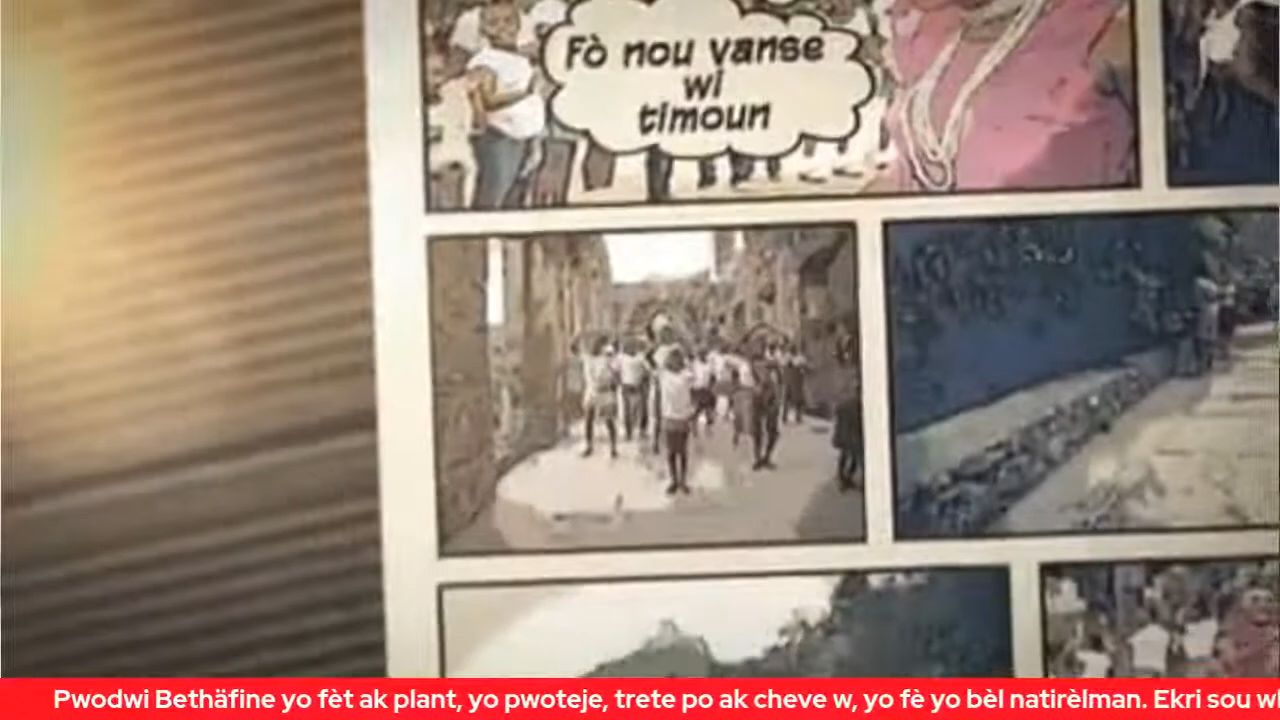 Fò nou vanse
wi
timoun
Pwodwi Bethäfine yo fèt ak plant, yo pwoteje, trete po ak cheve w, yo fè yo bèl natirèlman. Ekri sou